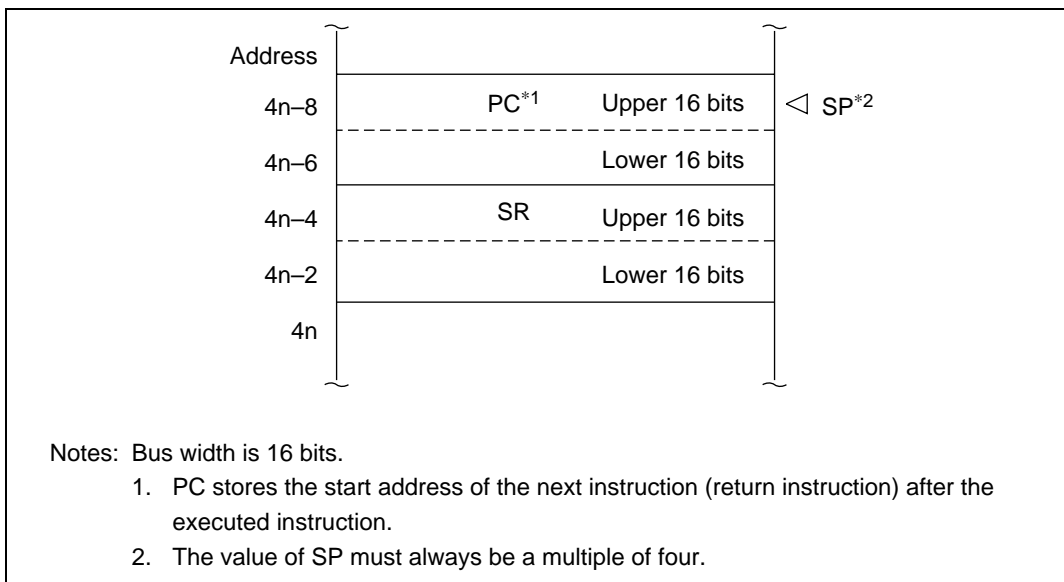 Address
4n–8 PC*1 Upper 16 bits SP*2
4n–6 Lower 16 bits
4n–4 SR Upper 16 bits
4n–2 Lower 16 bits
4n
Notes: Bus width is 16 bits.
1. PC stores the start address of the next instruction (return instruction) after the
executed instruction.
2. The value of SP must always be a multiple of four.